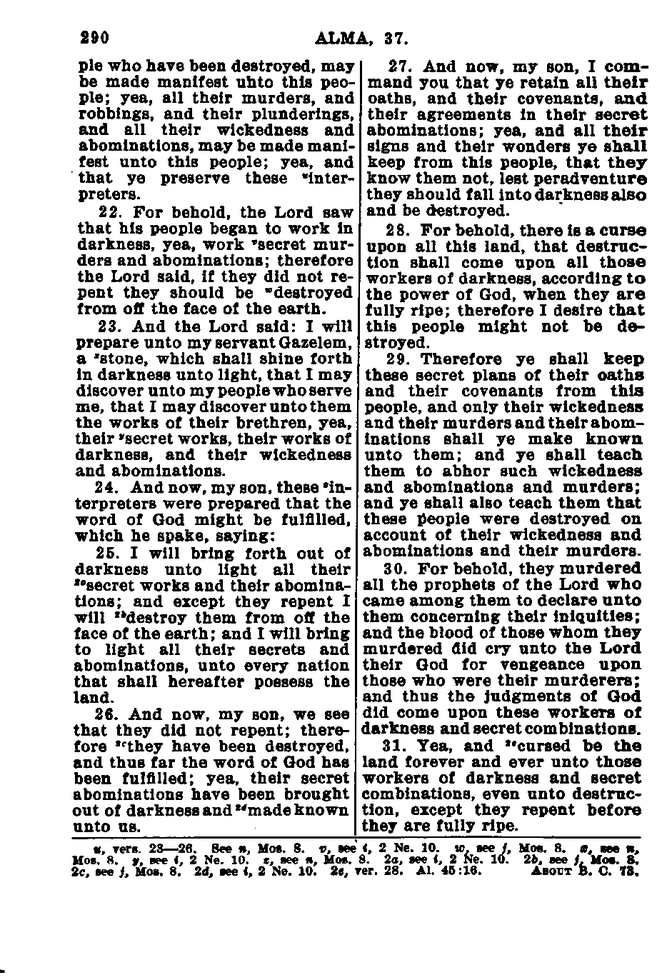 290 ALMA, 37.
ple who have been destroyed, may
be made manifest unto this peo-
ple; yea, all their murders, and
robbings, and their plunderings,
and all their wickedness and
abominations, may be made mani-
fest unto this people; yea, and
that ye preserve these ᵘinter-
preters.
22. For behold, the Lord saw
that his people began to work in
darkness, yea, work ᵛsecret mur-
ders and abominations; therefore
the Lord said, if they did not re-
pent they should be ʷdestroyed
from off the face of the earth.
23. And the Lord said: I will
prepare unto my servant Gazelem,
a ˣstone, which shall shine forth
in darkness unto light, that I may
discover unto my people who serve
me, that I may discover unto them
the works of their brethren, yea,
their ʸsecret works, their works of
darkness, and their wickedness
and abominations.
24. And now, my son, these ᶻin-
terpreters were prepared that the
word of God might be fulfilled,
which he spake, saying:
25. I will bring forth out of
darkness unto light all their
²ᵃsecret works and their abomina-
tions; and except they repent I
will ²ᵇdestroy them from off the
face of the earth; and I will bring
to light all their secrets and
abominations, unto every nation
that shall hereafter possess the
land.
26. And now, my son, we see
that they did not repent; there-
fore ²ᶜthey have been destroyed,
and thus far the word of God has
been fulfilled; yea, their secret
abominations have been brought
out of darkness and ²ᵈmade known
unto us.
27. And now, my son, I com-
mand you that ye retain all their
oaths, and their covenants, and
their agreements in their secret
abominations; yea, and all their
signs and their wonders ye shall
keep from this people, that they
know them not, lest peradventure
they should fall into darkness also
and be destroyed.
28. For behold, there is a curse
upon all this land, that destruc-
tion shall come upon all those
workers of darkness, according to
the power of God, when they are
fully ripe; therefore I desire that
this people might not be de-
stroyed.
29. Therefore ye shall keep
these secret plans of their oaths
and their covenants from this
people, and only their wickedness
and their murders and their abom-
inations shall ye make known
unto them; and ye shall teach
them to abhor such wickedness
and abominations and murders;
and ye shall also teach them that
these people were destroyed on
account of their wickedness and
abominations and their murders.
30. For behold, they murdered
all the prophets of the Lord who
came among them to declare unto
them concerning their iniquities;
and the blood of those whom they
murdered did cry unto the Lord
their God for vengeance upon
those who were their murderers;
and thus the judgments of God
did come upon these workers of
darkness and secret combinations.
31. Yea, and ²ᵉcursed be the
land forever and ever unto those
workers of darkness and secret
combinations, even unto destruc-
tion, except they repent before
they are fully ripe.
u, vers. 23—26. See n, Mos. 8. v, see i, 2 Ne. 10. w, see j, Mos. 8. x, see n,
Mos. 8. y, see i, 2 Ne. 10. z, see n, Mos. 8. 2a, see i, 2 Ne. 10. 2b, see j, Mos. 8.
2c, see j, Mos. 8. 2d, see i, 2 Ne. 10. 2e, ver. 28. Al. 45:16. ABOUT B. C. 73.